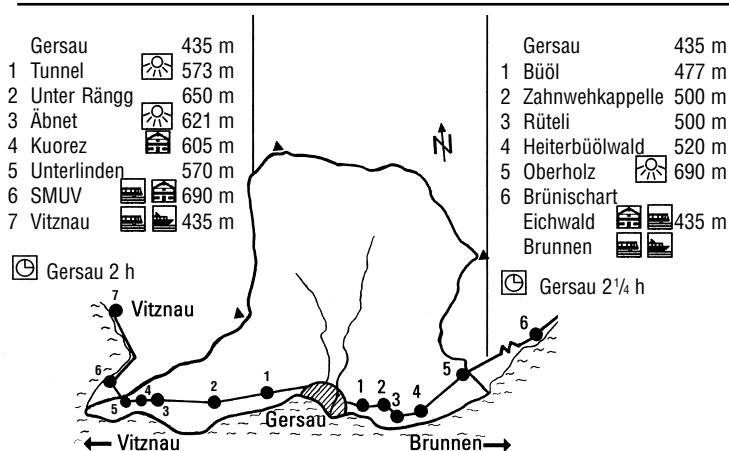 Gersau 435 m
1 Tunnel 573 m
2 Unter Rängg 650 m
3 Äbnet 621 m
4 Kuorez 605 m
5 Unterlinden 570 m
6 SMUV 690 m
7 Vitznau 435 m
Gersau 2 h
Gersau 435 m
1 Büöl 477 m
2 Zahnwehkappelle 500 m
3 Rüteli 500 m
4 Heiterbüölwald 520 m
5 Oberholz 690 m
6 Brünischart
Eichwald 435 m
Brunnen
Gersau 2¼ h
N
7 Vitznau
6
5 4 3 2 1
Gersau
1 2 3 4 5 6
Vitznau
Brunnen